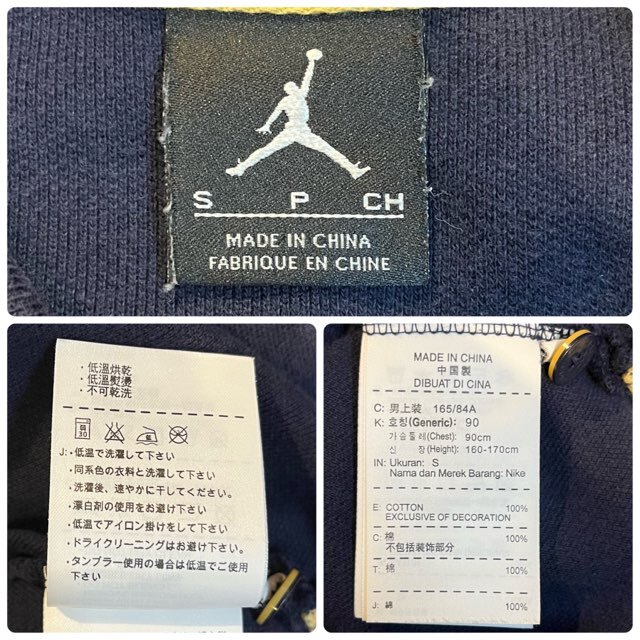 S P CH
MADE IN CHINA
FABRIQUE EN CHINE
・低溫烘乾
・低溫熨燙
・不可乾洗
30
J:・低温で洗濯して下さい
・同系色の衣料と洗濯して下さい
・洗濯後、速やかに干してください。
・漂白剤の使用をお避け下さい
・低温でアイロン掛けをして下さい
・ドライクリーニングはお避け下さい。
・タンブラー使用の場合は低温でご使用
下さい
MADE IN CHINA
中国製
DIBUAT DI CINA
C: 男上装 165/84A
K: 호칭(Generic): 90
가슴둘레(Chest): 90cm
신 장(Height): 160-170cm
IN: Ukuran: S
Nama dan Merek Barang: Nike
E: COTTON 100%
EXCLUSIVE OF DECORATION
C: 棉 100%
不包括装饰部分
T: 棉 100%
J: 綿 100%